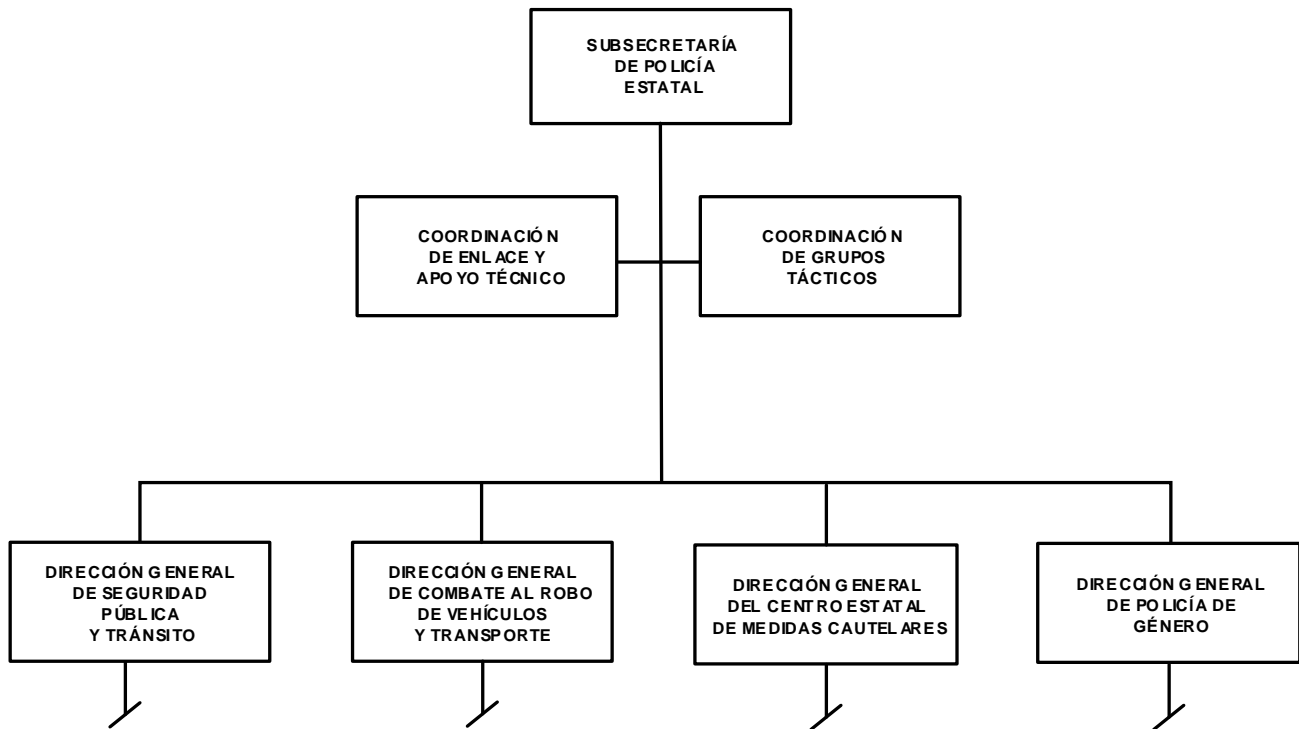 SUBSECRETARÍA
DE POLICÍA
ESTATAL
COORDINACIÓN
DE ENLACE Y
APOYO TÉCNICO
COORDINACIÓN
DE GRUPOS
TÁCTICOS
DIRECCIÓN GENERAL
DE SEGURIDAD
PÚBLICA
Y TRÁNSITO
DIRECCIÓN GENERAL
DE COMBATE AL ROBO
DE VEHÍCULOS
Y TRANSPORTE
DIRECCIÓN GENERAL
DEL CENTRO ESTATAL
DE MEDIDAS CAUTELARES
DIRECCIÓN GENERAL
DE POLICÍA DE
GÉNERO